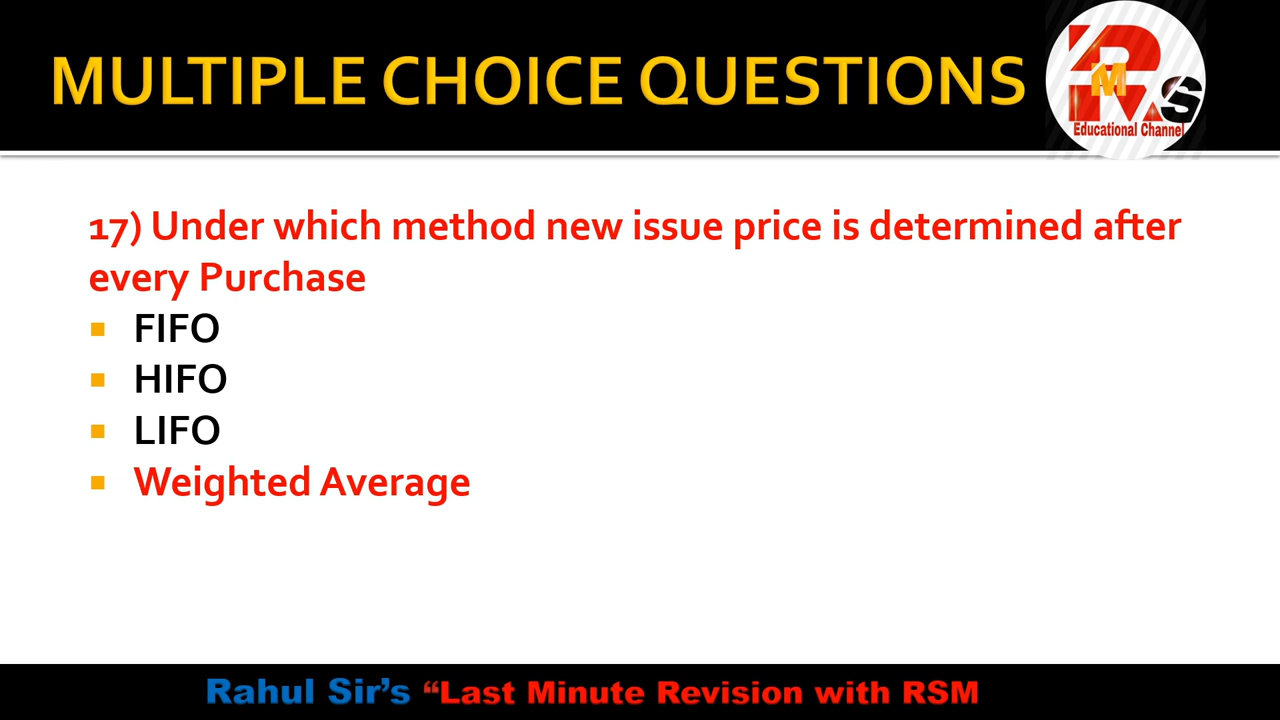 MULTIPLE CHOICE QUESTIONS
RMS
Educational Channel
17) Under which method new issue price is determined after
every Purchase
FIFO
HIFO
LIFO
Weighted Average
Rahul Sir's “Last Minute Revision with RSM